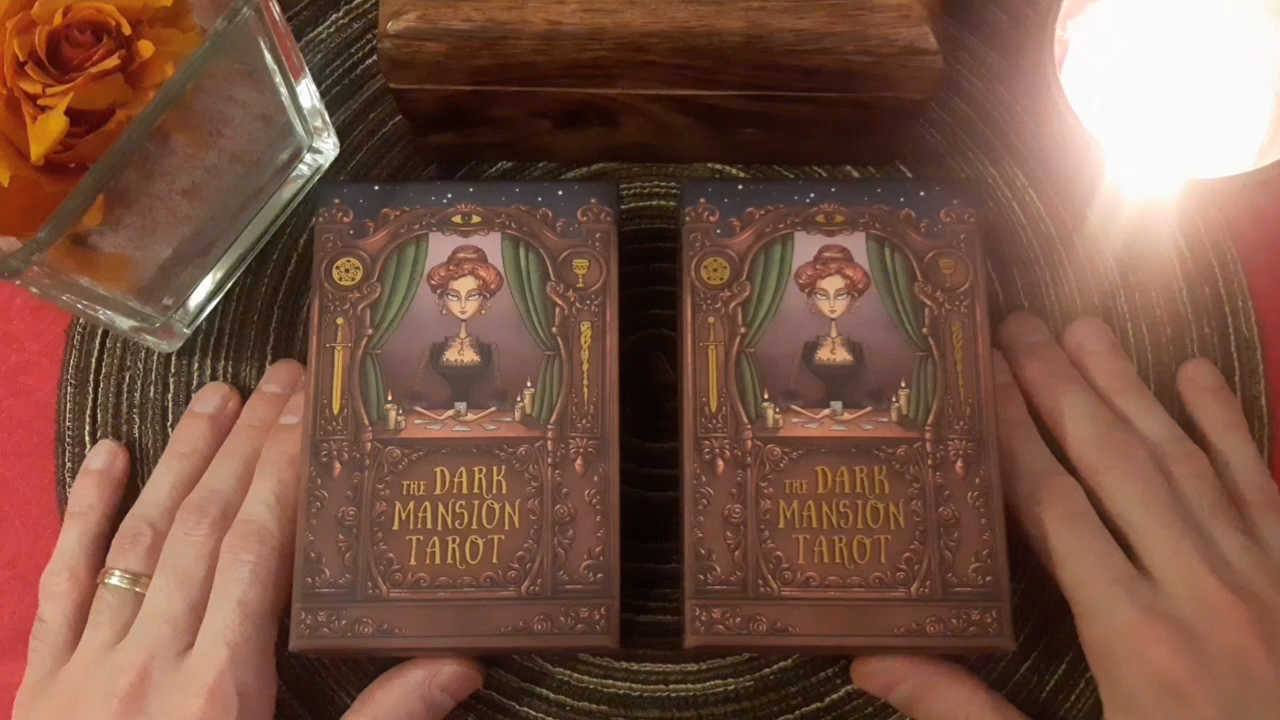 THE DARK
MANSION
TAROT
THE DARK
MANSION
TAROT